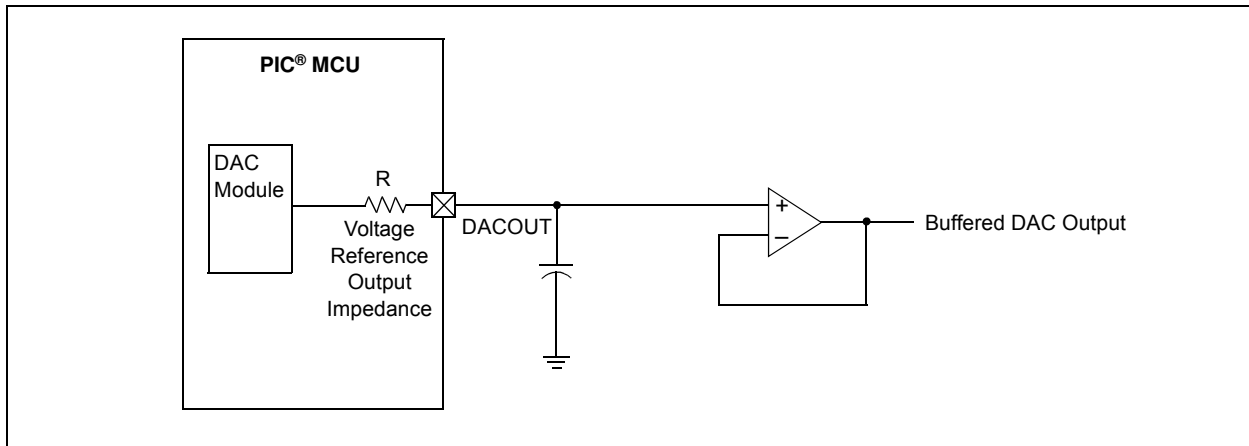 PIC® MCU
DAC
Module
R
Voltage
Reference
Output
Impedance
DACOUT
+
–
Buffered DAC Output